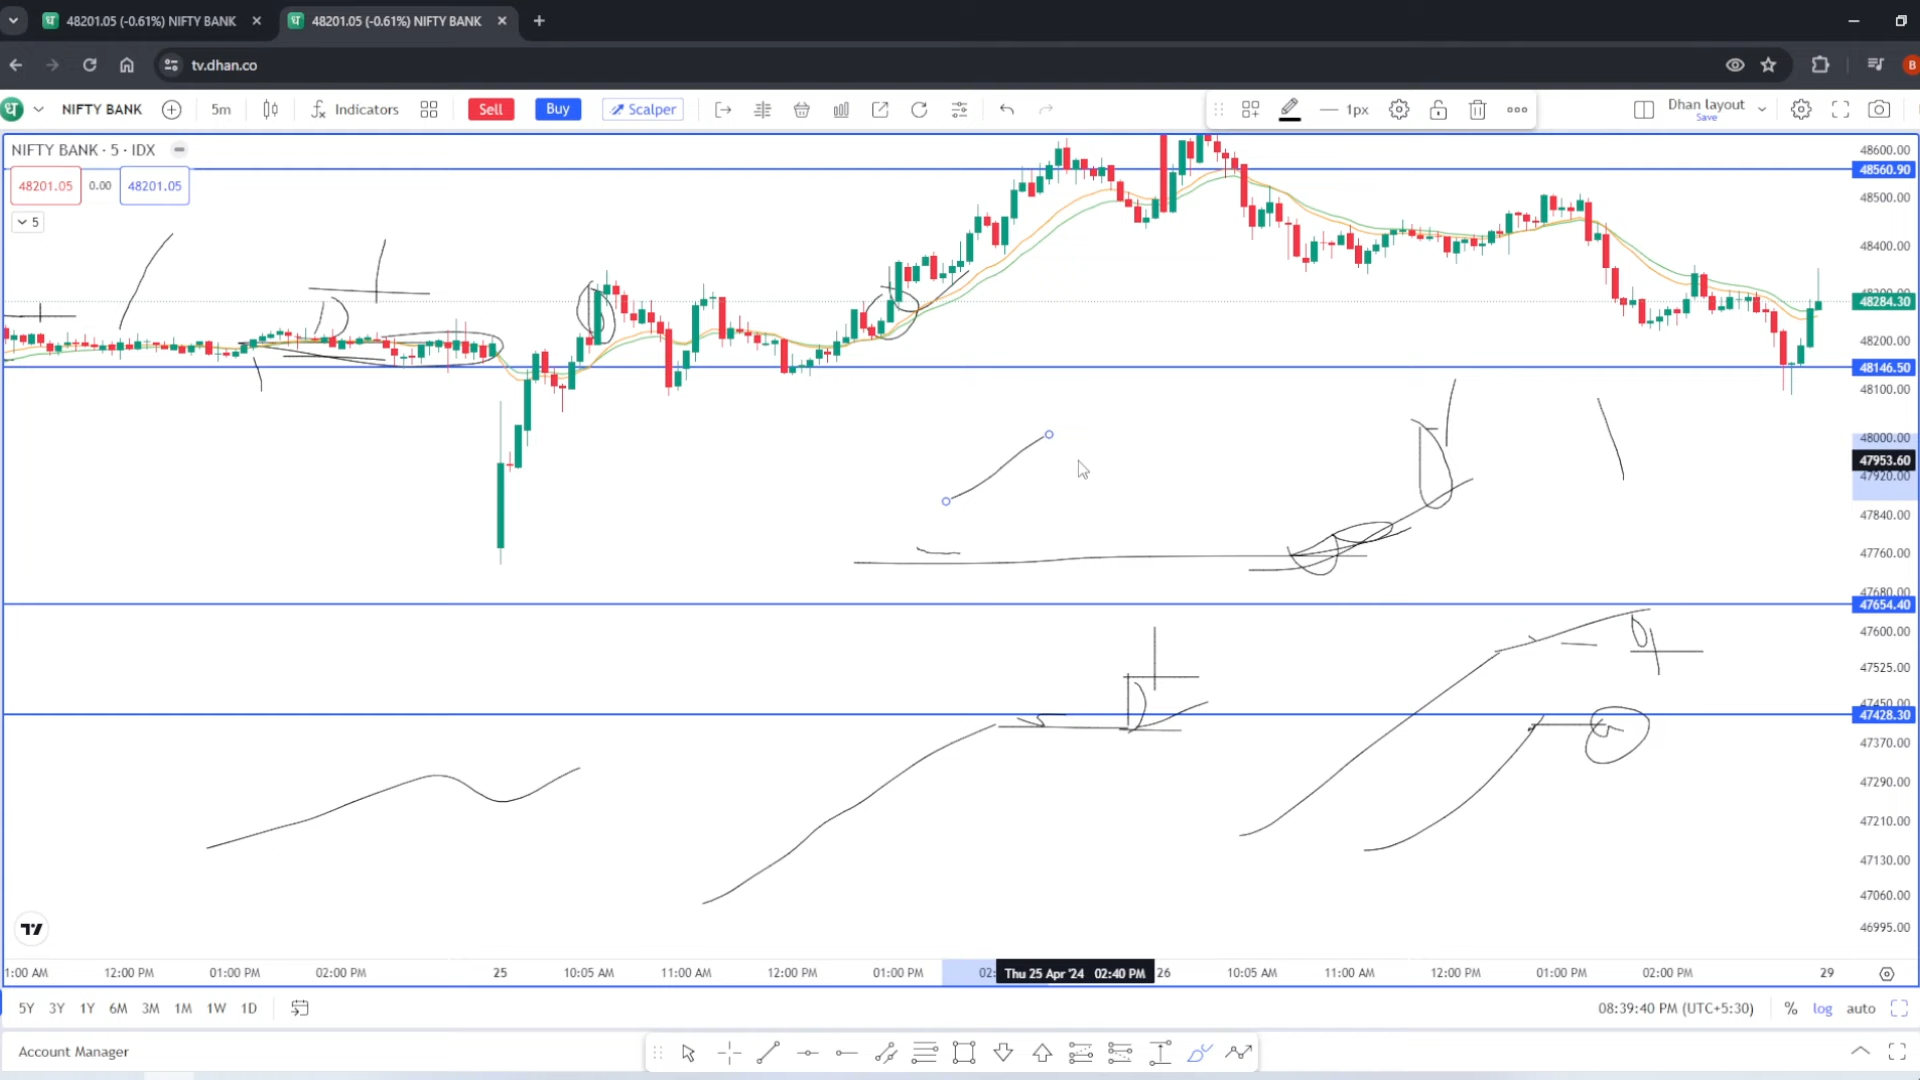 48201.05 (-0.61%) NIFTY BANK
48201.05 (-0.61%) NIFTY BANK
tv.dhan.co
B
NIFTY BANK
5m
Indicators
Sell
Buy
Scalper
1px
Dhan layout
Save
NIFTY BANK · 5 · IDX
48201.05
0.00
48201.05
5
48600.00
48560.90
48500.00
48400.00
48284.30
48200.00
48146.50
48100.00
48000.00
47953.60
47920.00
47840.00
47760.00
47680.00
47654.40
47600.00
47525.00
47450.00
47428.30
47370.00
47290.00
47210.00
47130.00
47060.00
46995.00
1:00 AM
12:00 PM
01:00 PM
02:00 PM
25
10:05 AM
11:00 AM
12:00 PM
01:00 PM
02:
Thu 25 Apr '24 02:40 PM
26
10:05 AM
11:00 AM
12:00 PM
01:00 PM
02:00 PM
29
5Y 3Y 1Y 6M 3M 1M 1W 1D
08:39:40 PM (UTC+5:30)
%
log
auto
Account Manager